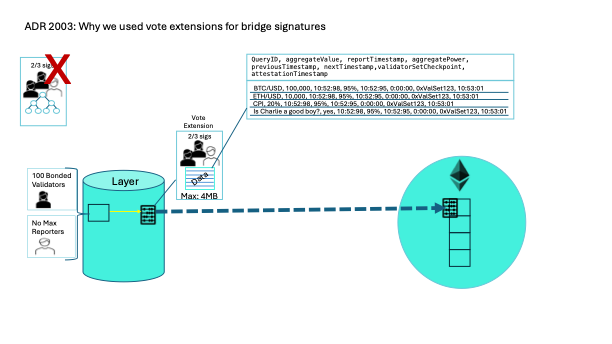 ADR 2003: Why we used vote extensions for bridge signatures
2/3 sigs
X
QueryID, aggregateValue, reportTimestamp, aggregatePower,
previousTimestamp, nextTimestamp,validatorSetCheckpoint,
attestationTimestamp
BTC/USD, 100,000, 10:52:98, 95%, 10:52:95, 0:00:00, 0xValSet123, 10:53:01
ETH/USD, 10,000, 10:52:98, 95%, 10:52:95, 0:00:00, 0xValSet123, 10:53:01
CPI, 20%, 10:52:98, 95%, 10:52:95, 0:00:00, 0xValSet123, 10:53:01
Is Charlie a good boy?, yes, 10:52:98, 95%, 10:52:95, 0:00:00, 0xValSet123, 10:53:01
Vote
Extension
2/3 sigs
Data
Max: 4MB
100 Bonded
Validators
Layer
No Max
Reporters